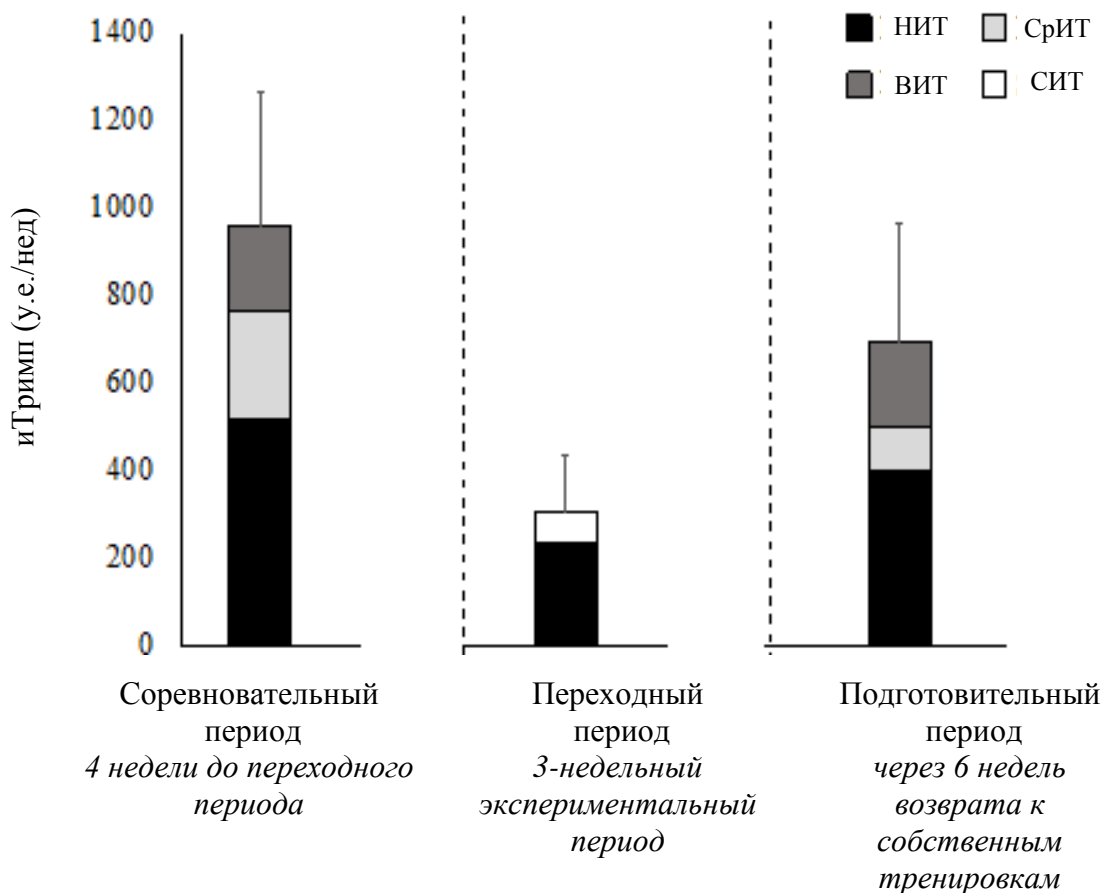 1400
1200
1000
800
600
400
200
0
иТримп (у.е./нед)
НИТ СрИТ
ВИТ СИТ
Соревновательный
период
4 недели до переходного
периода
Переходный
период
3-недельный
экспериментальный
период
Подготовительный
период
через 6 недель
возврата к
собственным
тренировкам